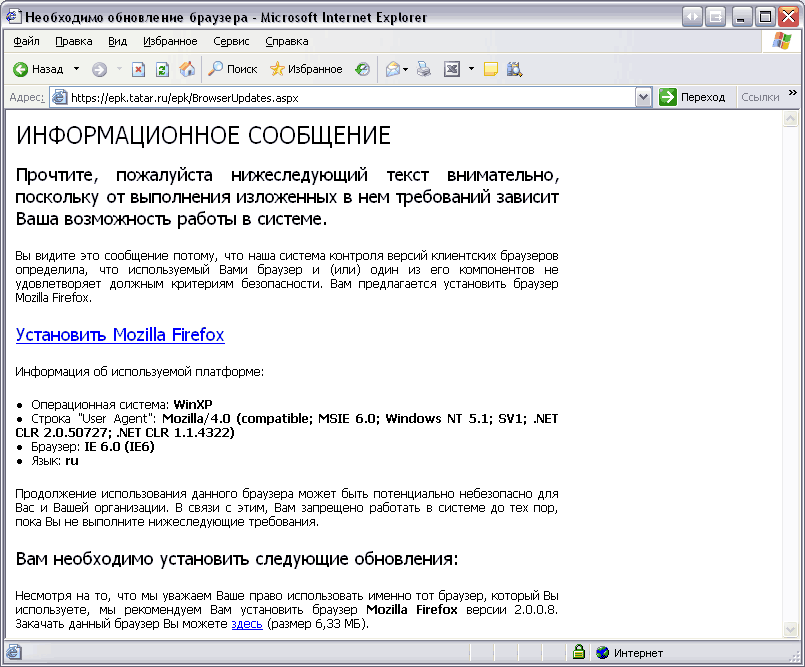 Необходимо обновление браузера - Microsoft Internet Explorer
Файл Правка Вид Избранное Сервис Справка
Назад Поиск Избранное
Адрес: https://epk.tatar.ru/epk/BrowserUpdates.aspx Переход Ссылки »
ИНФОРМАЦИОННОЕ СООБЩЕНИЕ
Прочтите, пожалуйста нижеследующий текст внимательно,
поскольку от выполнения изложенных в нем требований зависит
Ваша возможность работы в системе.
Вы видите это сообщение потому, что наша система контроля версий клиентских браузеров
определила, что используемый Вами браузер и (или) один из его компонентов не
удовлетворяет должным критериям безопасности. Вам предлагается установить браузер
Mozilla Firefox.
Установить Mozilla Firefox
Информация об используемой платформе:
• Операционная система: WinXP
• Строка "User Agent": Mozilla/4.0 (compatible; MSIE 6.0; Windows NT 5.1; SV1; .NET
CLR 2.0.50727; .NET CLR 1.1.4322)
• Браузер: IE 6.0 (IE6)
• Язык: ru
Продолжение использования данного браузера может быть потенциально небезопасно для
Вас и Вашей организации. В связи с этим, Вам запрещено работать в системе до тех пор,
пока Вы не выполните нижеследующие требования.
Вам необходимо установить следующие обновления:
Несмотря на то, что мы уважаем Ваше право использовать именно тот браузер, который Вы
используете, мы рекомендуем Вам установить браузер Mozilla Firefox версии 2.0.0.8.
Закачать данный браузер Вы можете здесь (размер 6,33 МБ).
Интернет